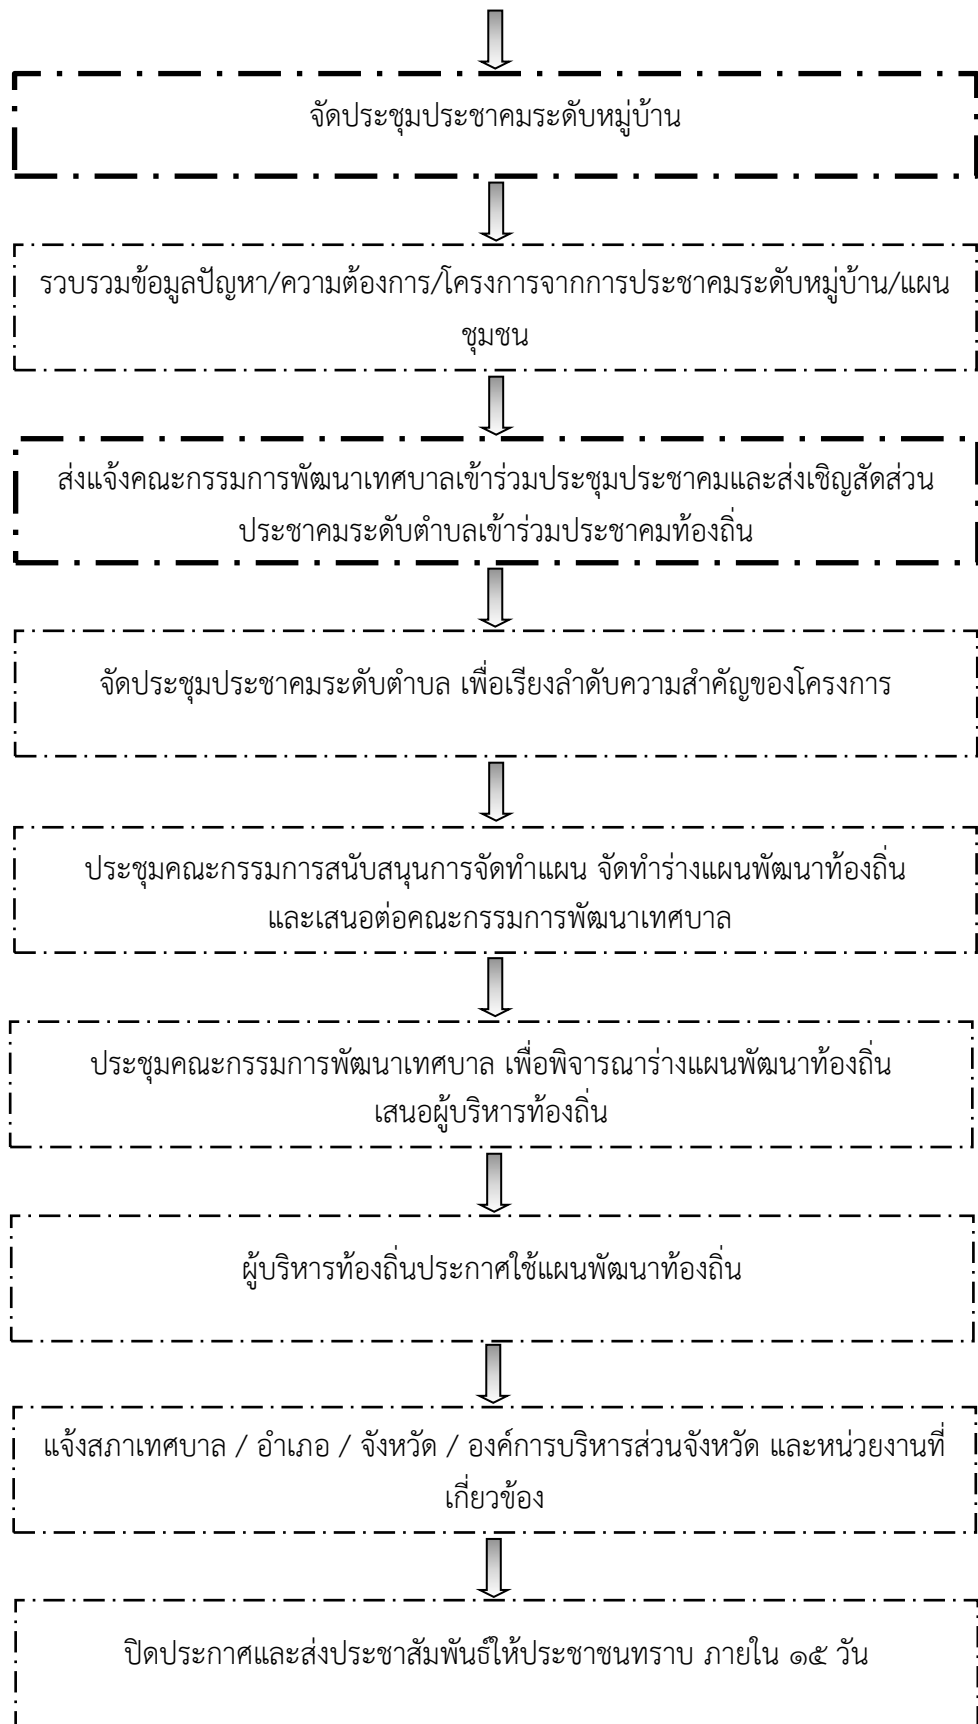 จัดประชุมประชาคมระดับหมู่บ้าน
รวบรวมข้อมูลปัญหา/ความต้องการ/โครงการจากการประชาคมระดับหมู่บ้าน/แผน
ชุมชน
ส่งแจ้งคณะกรรมการพัฒนาเทศบาลเข้าร่วมประชุมประชาคมและส่งเชิญสัดส่วน
ประชาคมระดับตำบลเข้าร่วมประชาคมท้องถิ่น
จัดประชุมประชาคมระดับตำบล เพื่อเรียงลำดับความสำคัญของโครงการ
ประชุมคณะกรรมการสนับสนุนการจัดทำแผน จัดทำร่างแผนพัฒนาท้องถิ่น
และเสนอต่อคณะกรรมการพัฒนาเทศบาล
ประชุมคณะกรรมการพัฒนาเทศบาล เพื่อพิจารณาร่างแผนพัฒนาท้องถิ่น
เสนอผู้บริหารท้องถิ่น
ผู้บริหารท้องถิ่นประกาศใช้แผนพัฒนาท้องถิ่น
แจ้งสภาเทศบาล / อำเภอ / จังหวัด / องค์การบริหารส่วนจังหวัด และหน่วยงานที่
เกี่ยวข้อง
ปิดประกาศและส่งประชาสัมพันธ์ให้ประชาชนทราบ ภายใน ๑๕ วัน